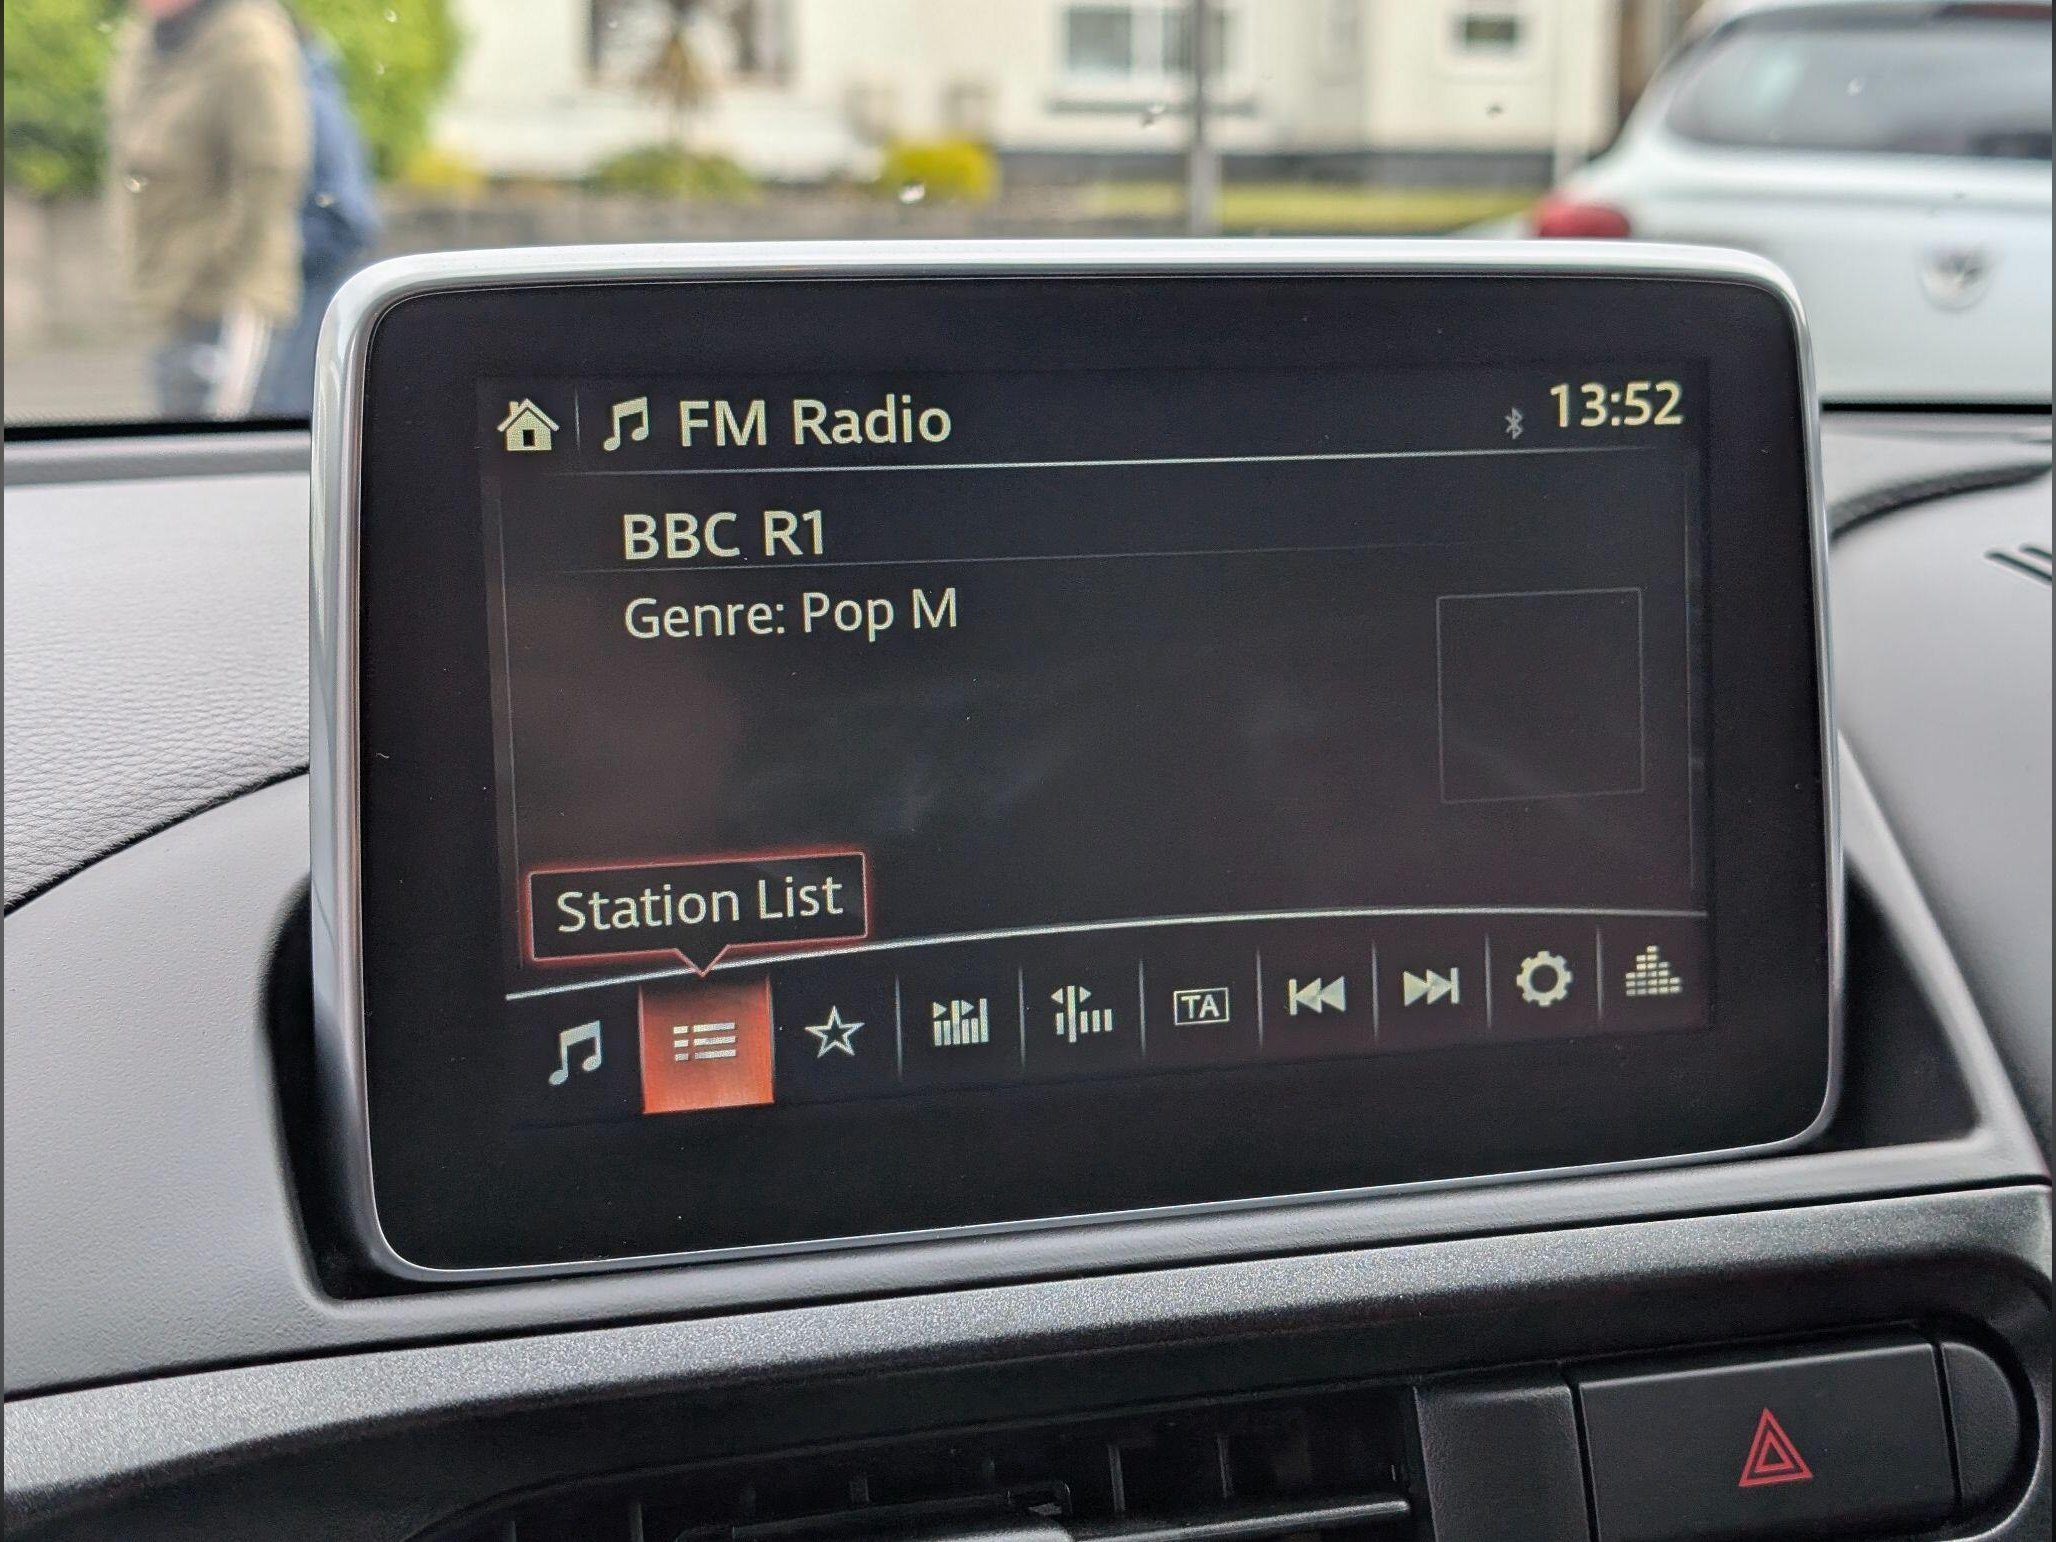 FM Radio
13:52
BBC R1
Genre: Pop M
Station List
TA